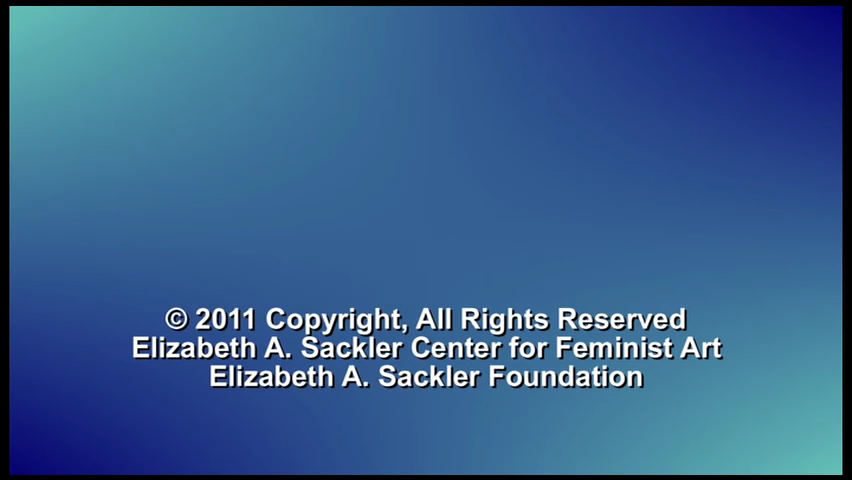 © 2011 Copyright, All Rights Reserved
Elizabeth A. Sackler Center for Feminist Art
Elizabeth A. Sackler Foundation